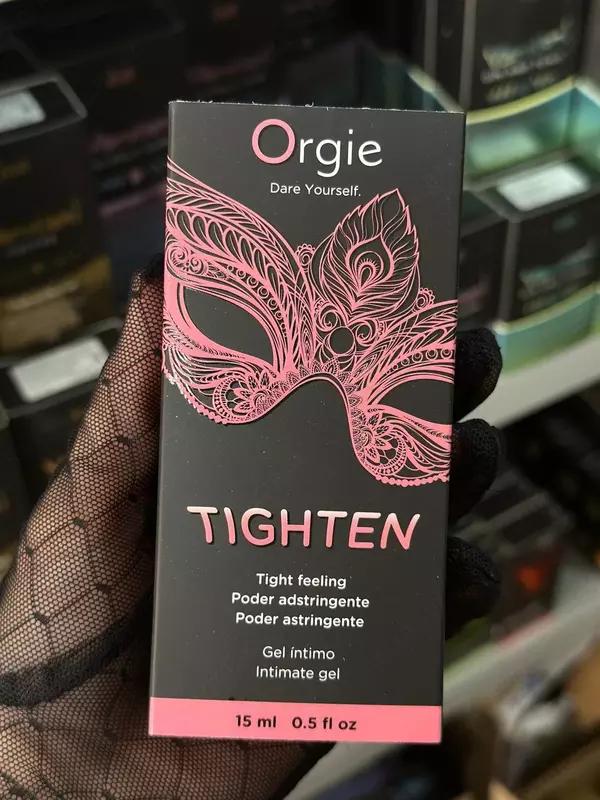 Orgie
Dare Yourself.
TIGHTEN
Tight feeling
Poder adstringente
Poder astringente
Gel íntimo
Intimate gel
15 ml 0.5 fl oz